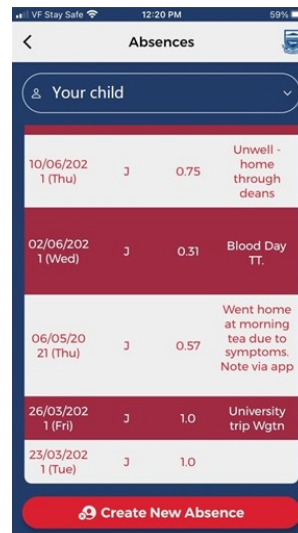 VF Stay Safe 12:20 PM 59%
Absences
Your child
10/06/202 J 0.75 Unwell -
1 (Thu) home
through
deans
02/06/202 J 0.31 Blood Day
1 (Wed) TT.
06/05/20 J 0.57 Went home
21 (Thu) at morning
tea due to
symptoms.
Note via app
26/03/202 J 1.0 University
1 (Fri) trip Wgtn
23/03/202 J 1.0
1 (Tue)
Create New Absence